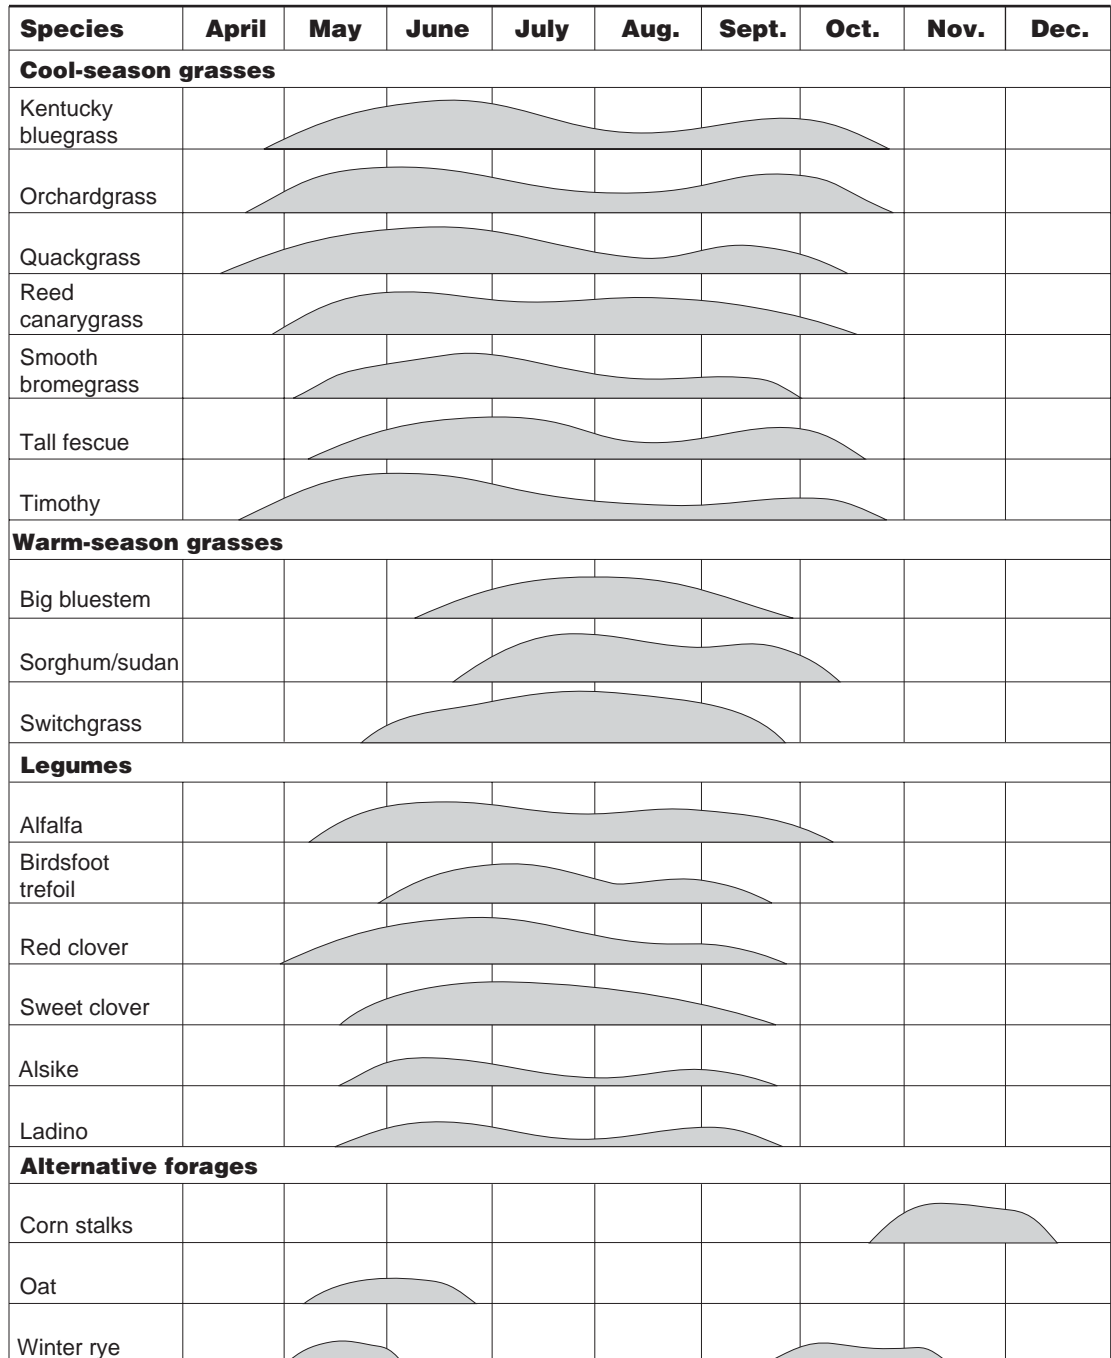 Species April May June July Aug. Sept. Oct. Nov. Dec.
Cool-season grasses
Kentucky
bluegrass
Orchardgrass
Quackgrass
Reed
canarygrass
Smooth
bromegrass
Tall fescue
Timothy
Warm-season grasses
Big bluestem
Sorghum/sudan
Switchgrass
Legumes
Alfalfa
Birdsfoot
trefoil
Red clover
Sweet clover
Alsike
Ladino
Alternative forages
Corn stalks
Oat
Winter rye